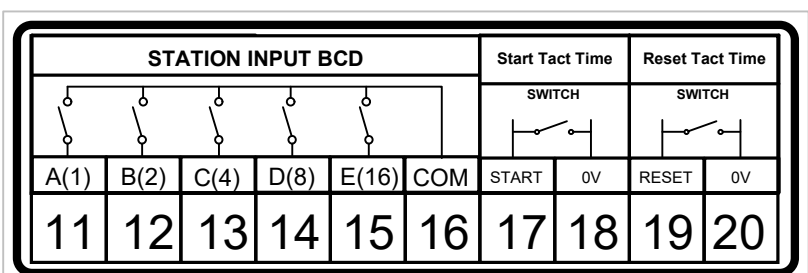 STATION INPUT BCD Start Tact Time Reset Tact Time
SWITCH SWITCH
A(1) B(2) C(4) D(8) E(16) COM START 0V RESET 0V
11 12 13 14 15 16 17 18 19 20